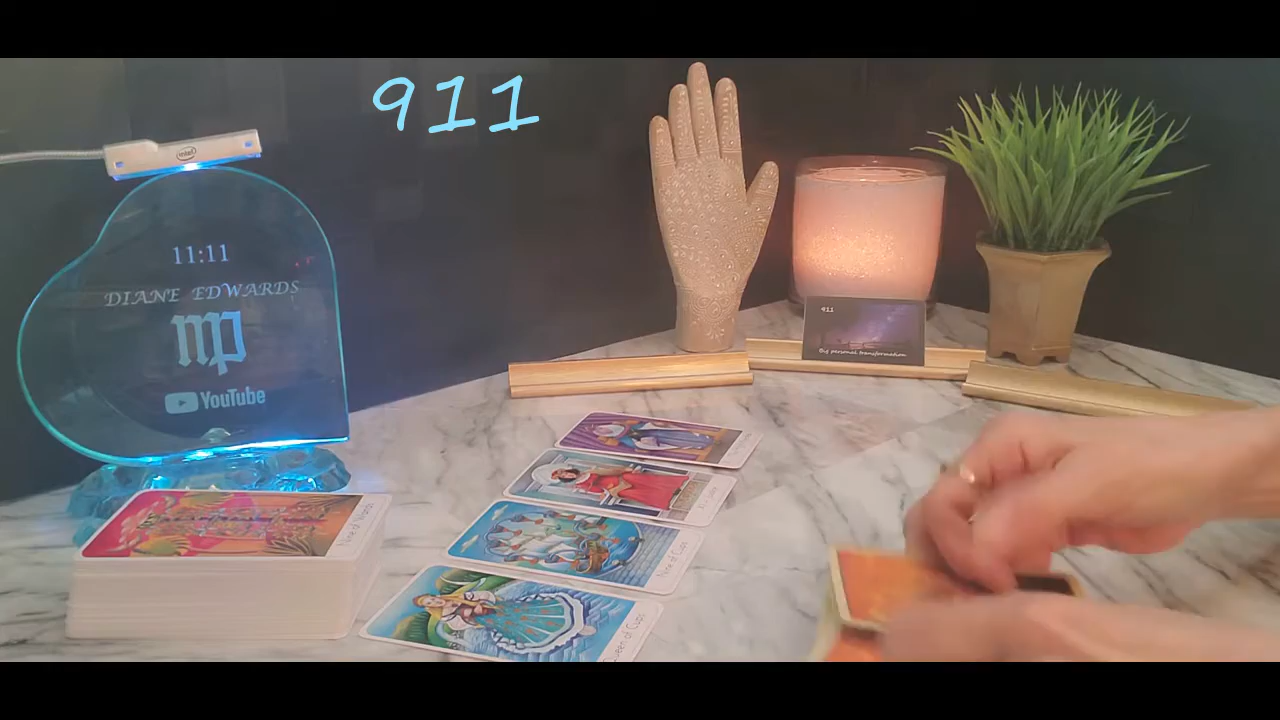 911
intel
11:11
DIANE EDWARDS
YouTube
911
Big personal transformation
Nine of Wands
Nine of Cups
Queen of Cups